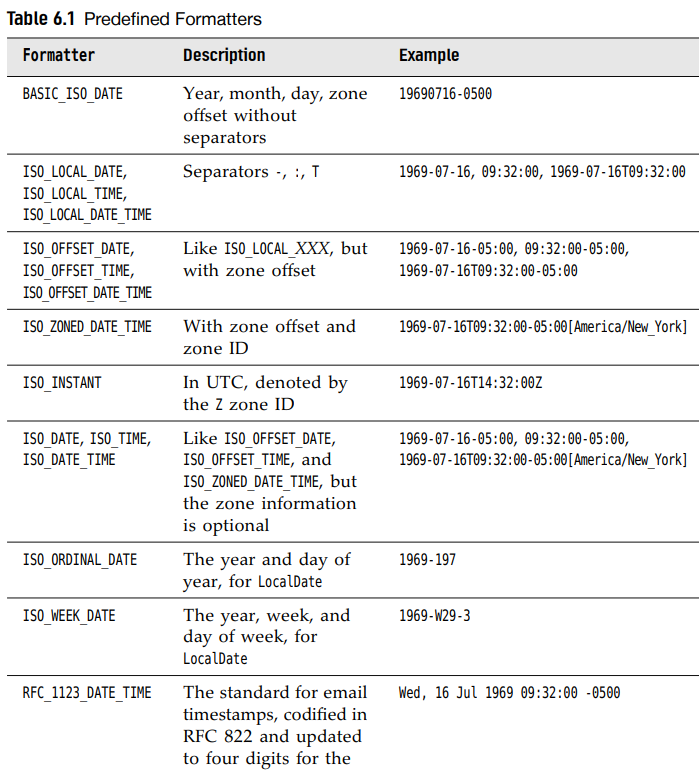 Table 6.1 Predefined Formatters
Formatter Description Example
BASIC_ISO_DATE Year, month, day, zone 19690716-0500
offset without
separators
ISO_LOCAL_DATE, Separators -, :, T 1969-07-16, 09:32:00, 1969-07-16T09:32:00
ISO_LOCAL_TIME,
ISO_LOCAL_DATE_TIME
ISO_OFFSET_DATE, Like ISO_LOCAL_XXX, but 1969-07-16-05:00, 09:32:00-05:00,
ISO_OFFSET_TIME, with zone offset 1969-07-16T09:32:00-05:00
ISO_OFFSET_DATE_TIME
ISO_ZONED_DATE_TIME With zone offset and 1969-07-16T09:32:00-05:00[America/New_York]
zone ID
ISO_INSTANT In UTC, denoted by 1969-07-16T14:32:00Z
the Z zone ID
ISO_DATE, ISO_TIME, Like ISO_OFFSET_DATE, 1969-07-16-05:00, 09:32:00-05:00,
ISO_DATE_TIME ISO_OFFSET_TIME, and 1969-07-16T09:32:00-05:00[America/New_York]
ISO_ZONED_DATE_TIME, but
the zone information
is optional
ISO_ORDINAL_DATE The year and day of 1969-197
year, for LocalDate
ISO_WEEK_DATE The year, week, and 1969-W29-3
day of week, for
LocalDate
RFC_1123_DATE_TIME The standard for email Wed, 16 Jul 1969 09:32:00 -0500
timestamps, codified in
RFC 822 and updated
to four digits for the